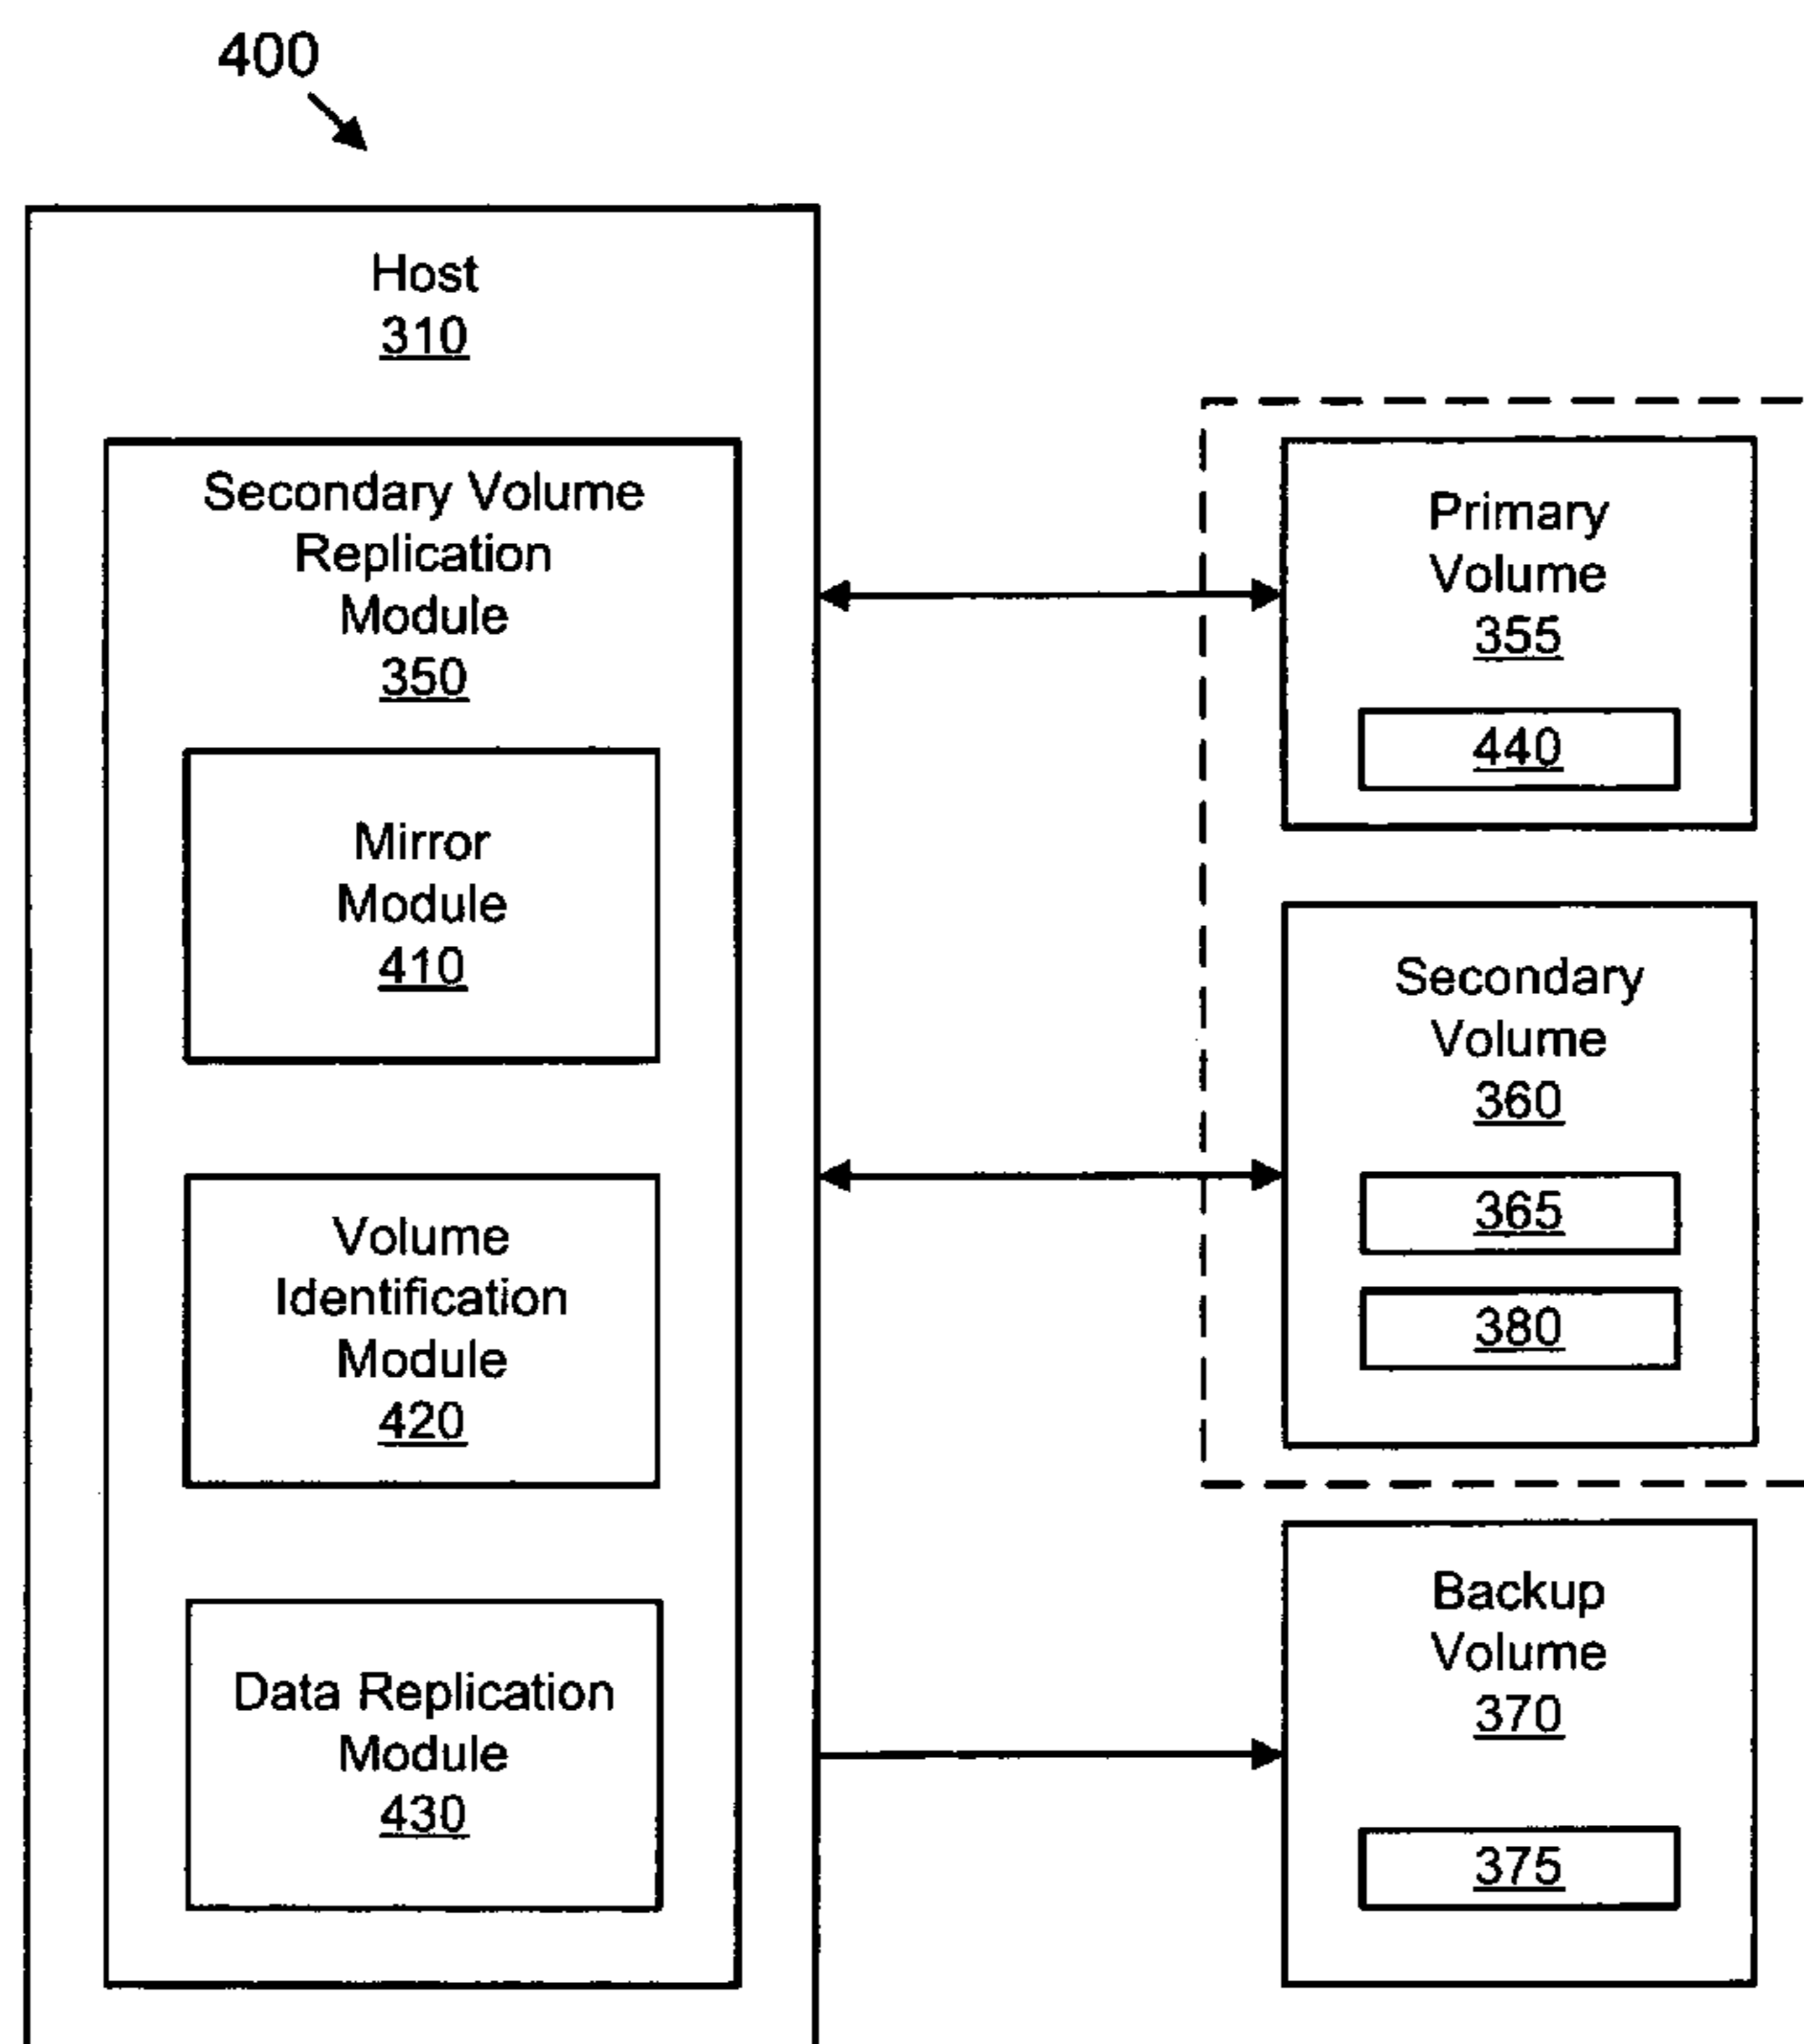 400
Host
310
Secondary Volume
Replication
Module
350
Mirror
Module
410
Volume
Identification
Module
420
Data Replication
Module
430
Primary
Volume
355
440
Secondary
Volume
360
365
380
Backup
Volume
370
375